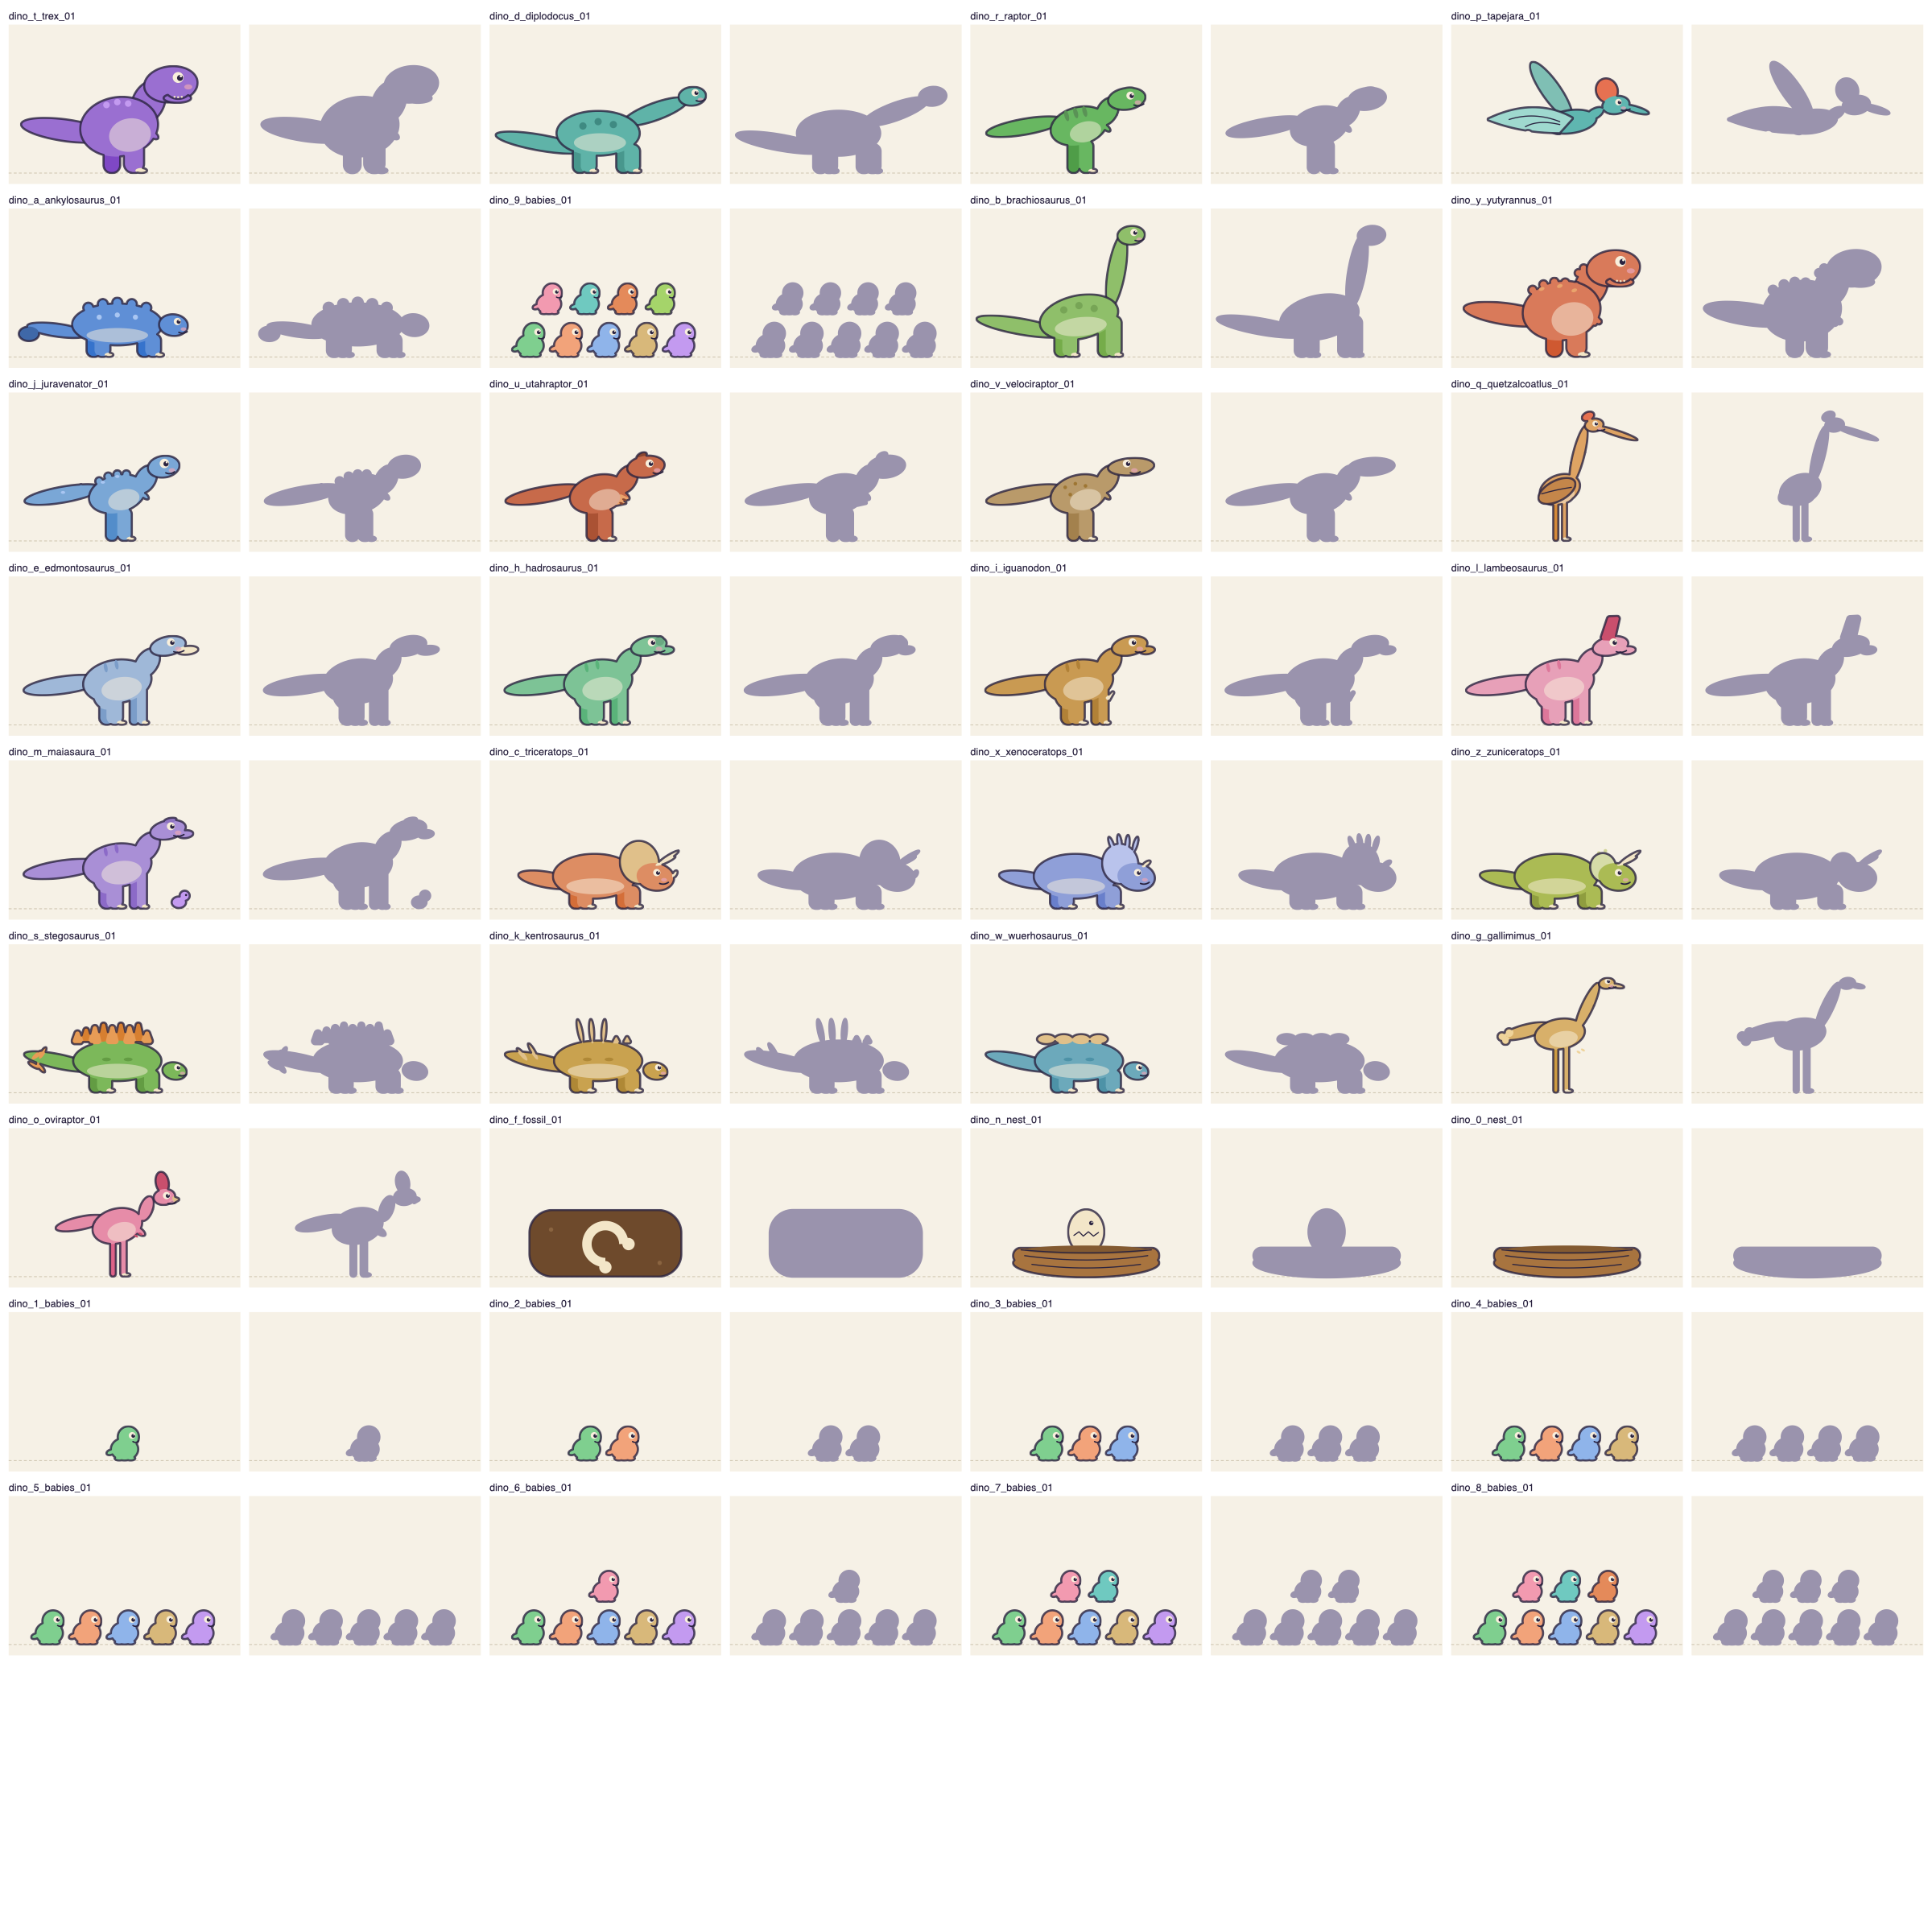 dino_t_trex_01
dino_d_diplodocus_01
dino_r_raptor_01
dino_p_tapejara_01
dino_a_ankylosaurus_01
dino_9_babies_01
dino_b_brachiosaurus_01
dino_y_yutyrannus_01
dino_j_juravenator_01
dino_u_utahraptor_01
dino_v_velociraptor_01
dino_q_quetzalcoatlus_01
dino_e_edmontosaurus_01
dino_h_hadrosaurus_01
dino_i_iguanodon_01
dino_l_lambeosaurus_01
dino_m_maiasaura_01
dino_c_triceratops_01
dino_x_xenoceratops_01
dino_z_zuniceratops_01
dino_s_stegosaurus_01
dino_k_kentrosaurus_01
dino_w_wuerhosaurus_01
dino_g_gallimimus_01
dino_o_oviraptor_01
dino_f_fossil_01
dino_n_nest_01
dino_0_nest_01
dino_1_babies_01
dino_2_babies_01
dino_3_babies_01
dino_4_babies_01
dino_5_babies_01
dino_6_babies_01
dino_7_babies_01
dino_8_babies_01